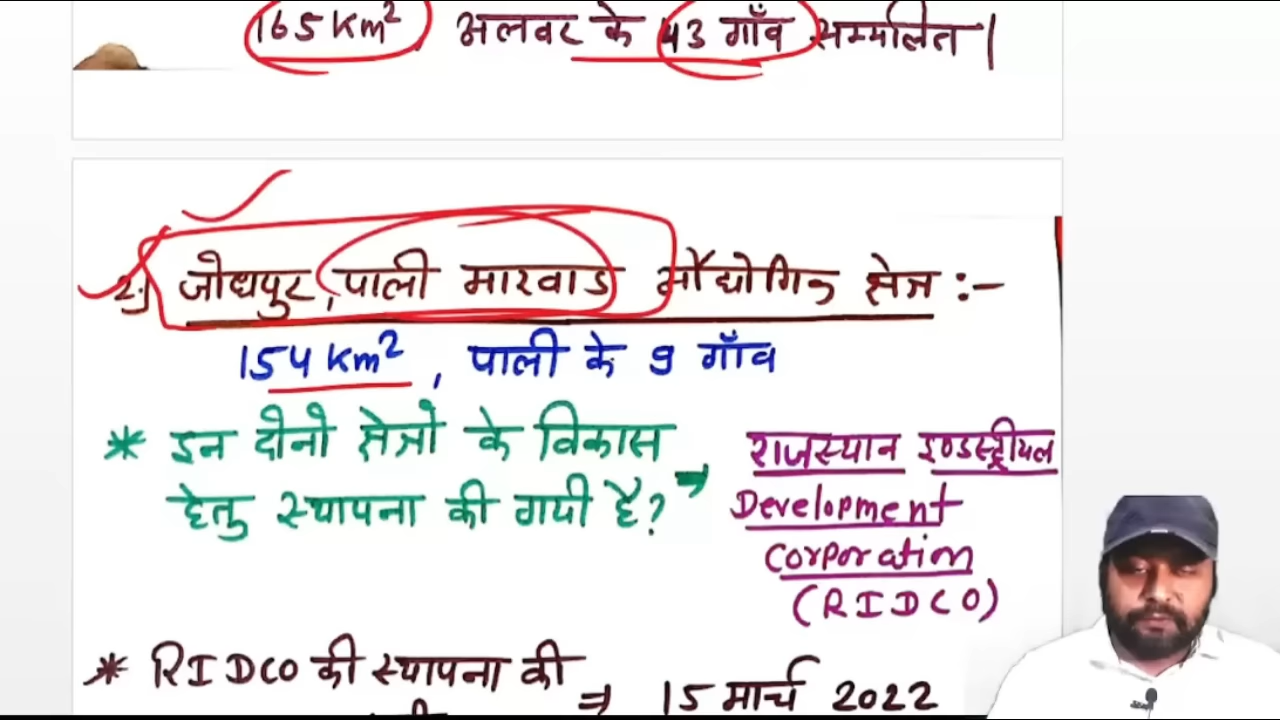 165 Km², अलवर के 43 गाँव सम्मलित |
2.) जोधपुर, पाली मारवाड औद्योगिक क्षेत्र :-
154 Km², पाली के 9 गाँव
* इन दोनो क्षेत्रो के विकास
हेतु स्थापना की गयी है? →
राजस्थान इण्डस्ट्रीयल
Development
Corporation
(RIDCO)
* RIDCO की स्थापना की
⇒ 15 मार्च 2022